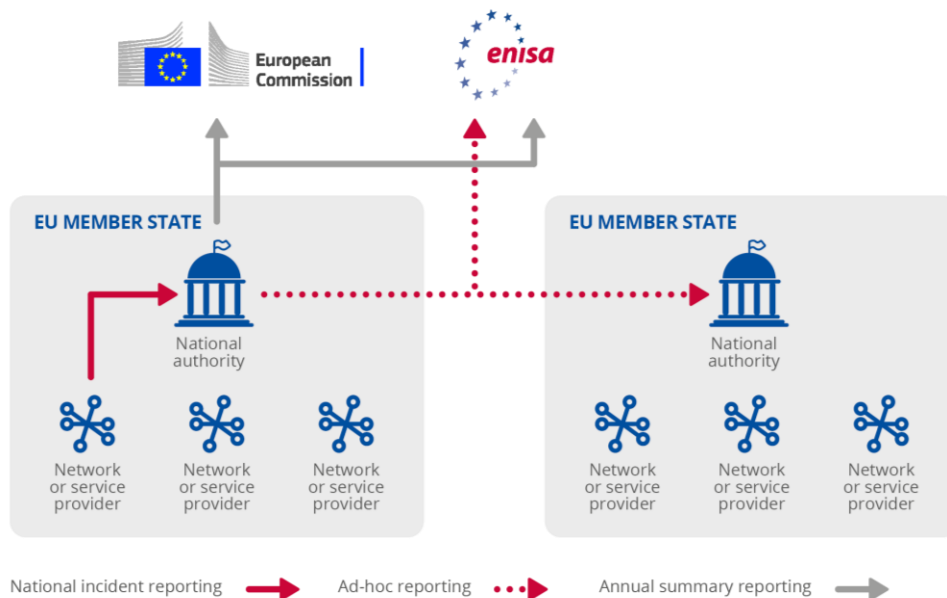 European
Commission
enisa
EU MEMBER STATE
National
authority
Network
or service
provider
Network
or service
provider
Network
or service
provider
EU MEMBER STATE
National
authority
Network
or service
provider
Network
or service
provider
Network
or service
provider
National incident reporting
Ad-hoc reporting
Annual summary reporting